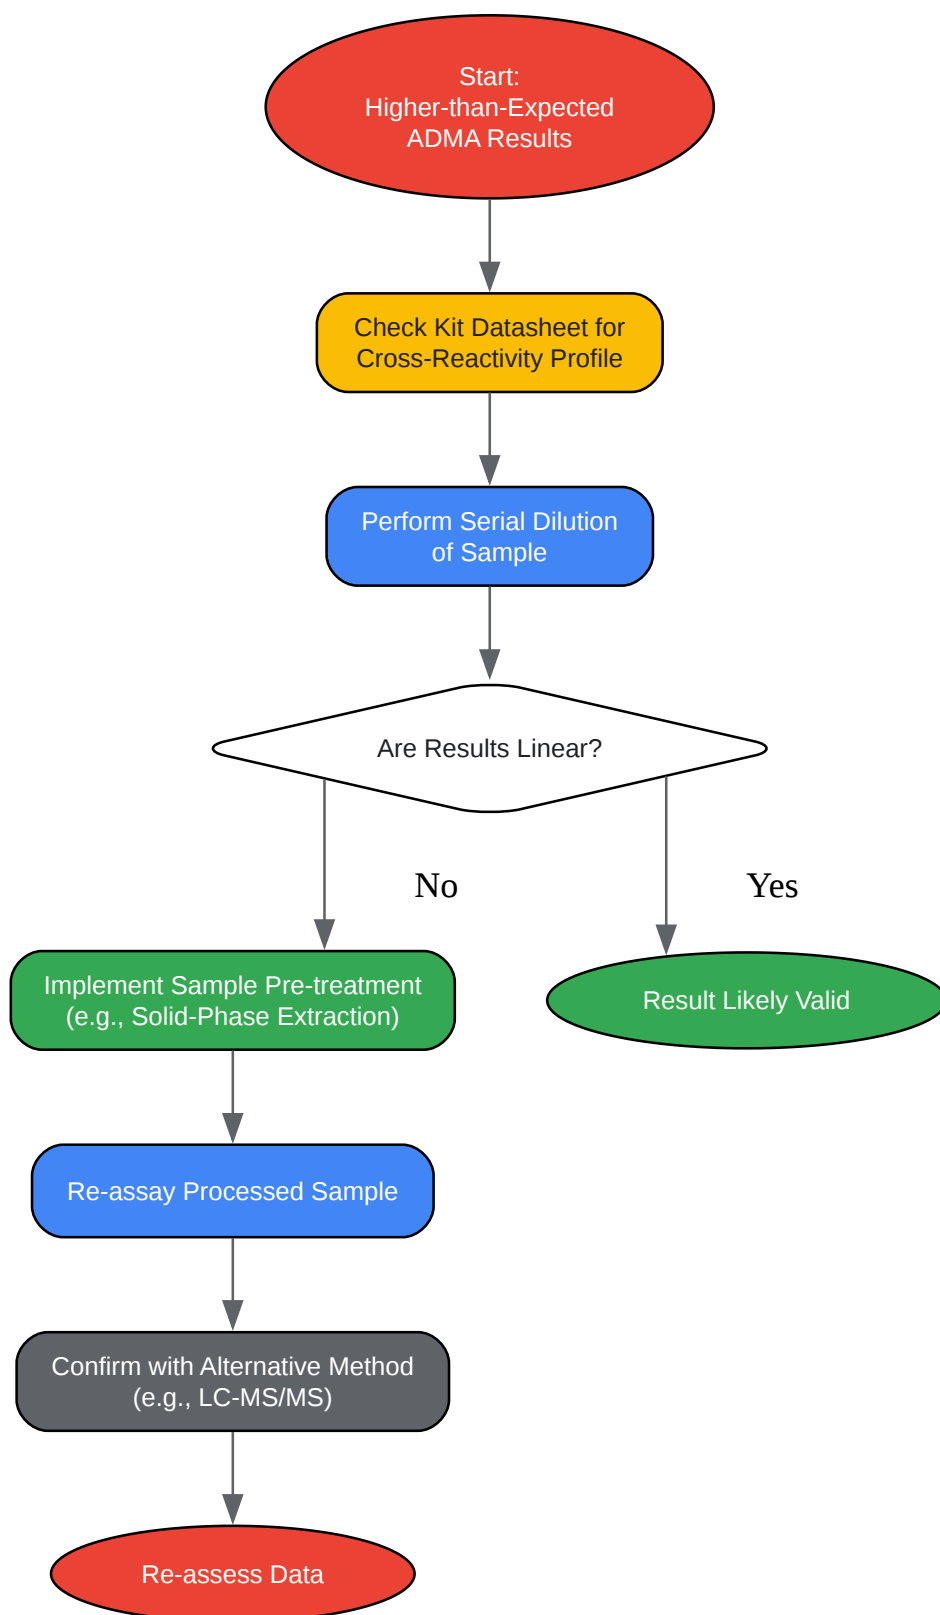 Start:
Higher-than-Expected
ADMA Results
Check Kit Datasheet for
Cross-Reactivity Profile
Perform Serial Dilution
of Sample
Are Results Linear?
No
Yes
Implement Sample Pre-treatment
(e.g., Solid-Phase Extraction)
Result Likely Valid
Re-assay Processed Sample
Confirm with Alternative Method
(e.g., LC-MS/MS)
Re-assess Data